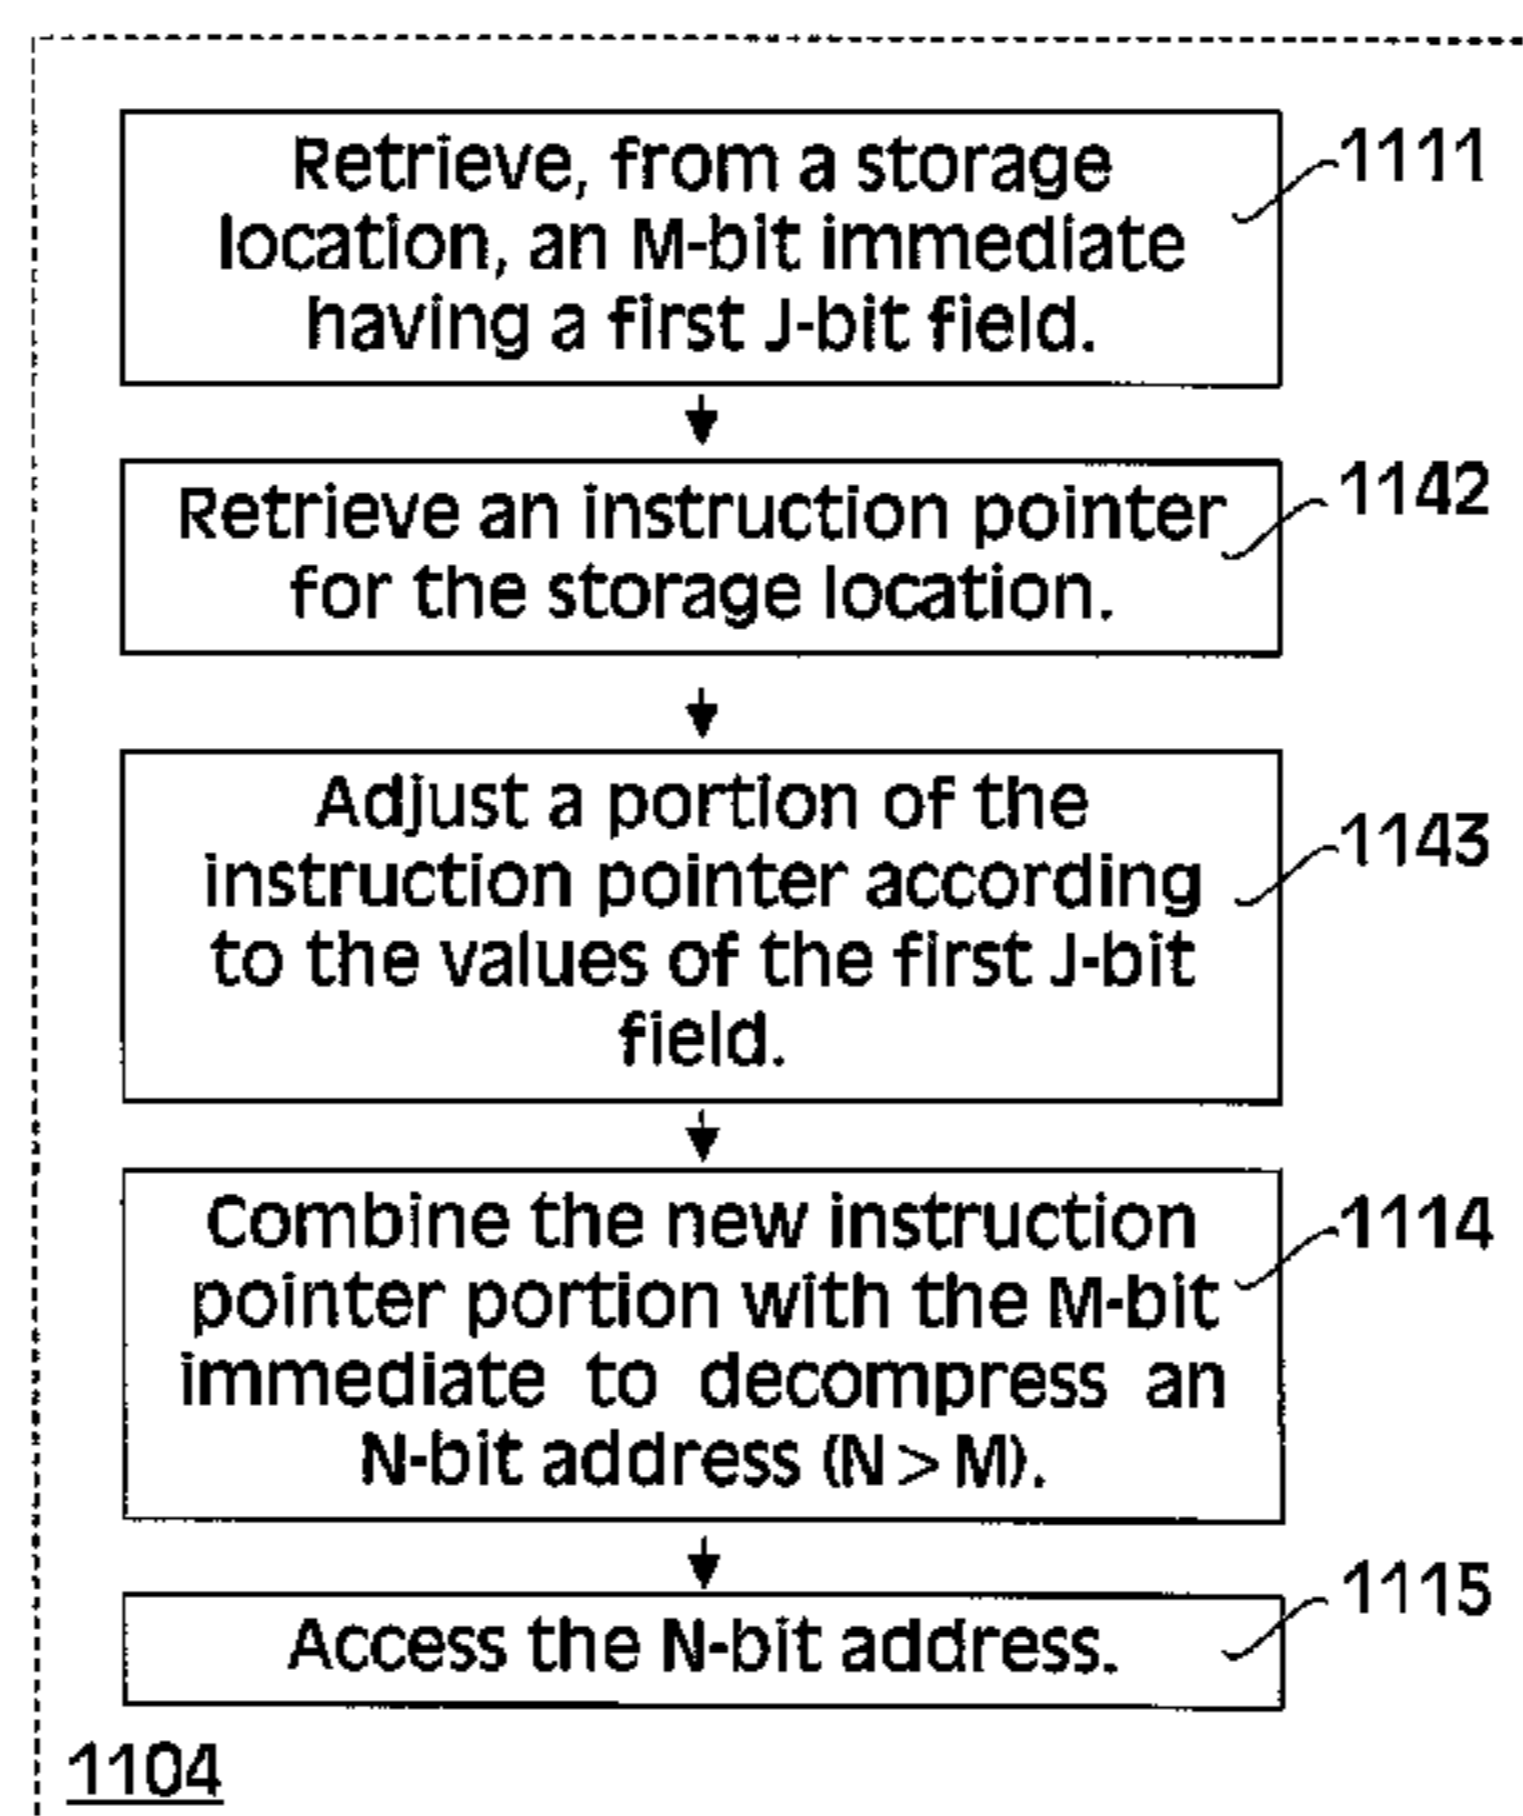 Retrieve, from a storage
location, an M-bit immediate
having a first J-bit field.
1111
Retrieve an instruction pointer
for the storage location.
1142
Adjust a portion of the
instruction pointer according
to the values of the first J-bit
field.
1143
Combine the new instruction
pointer portion with the M-bit
immediate to decompress an
N-bit address (N > M).
1114
Access the N-bit address.
1115
1104